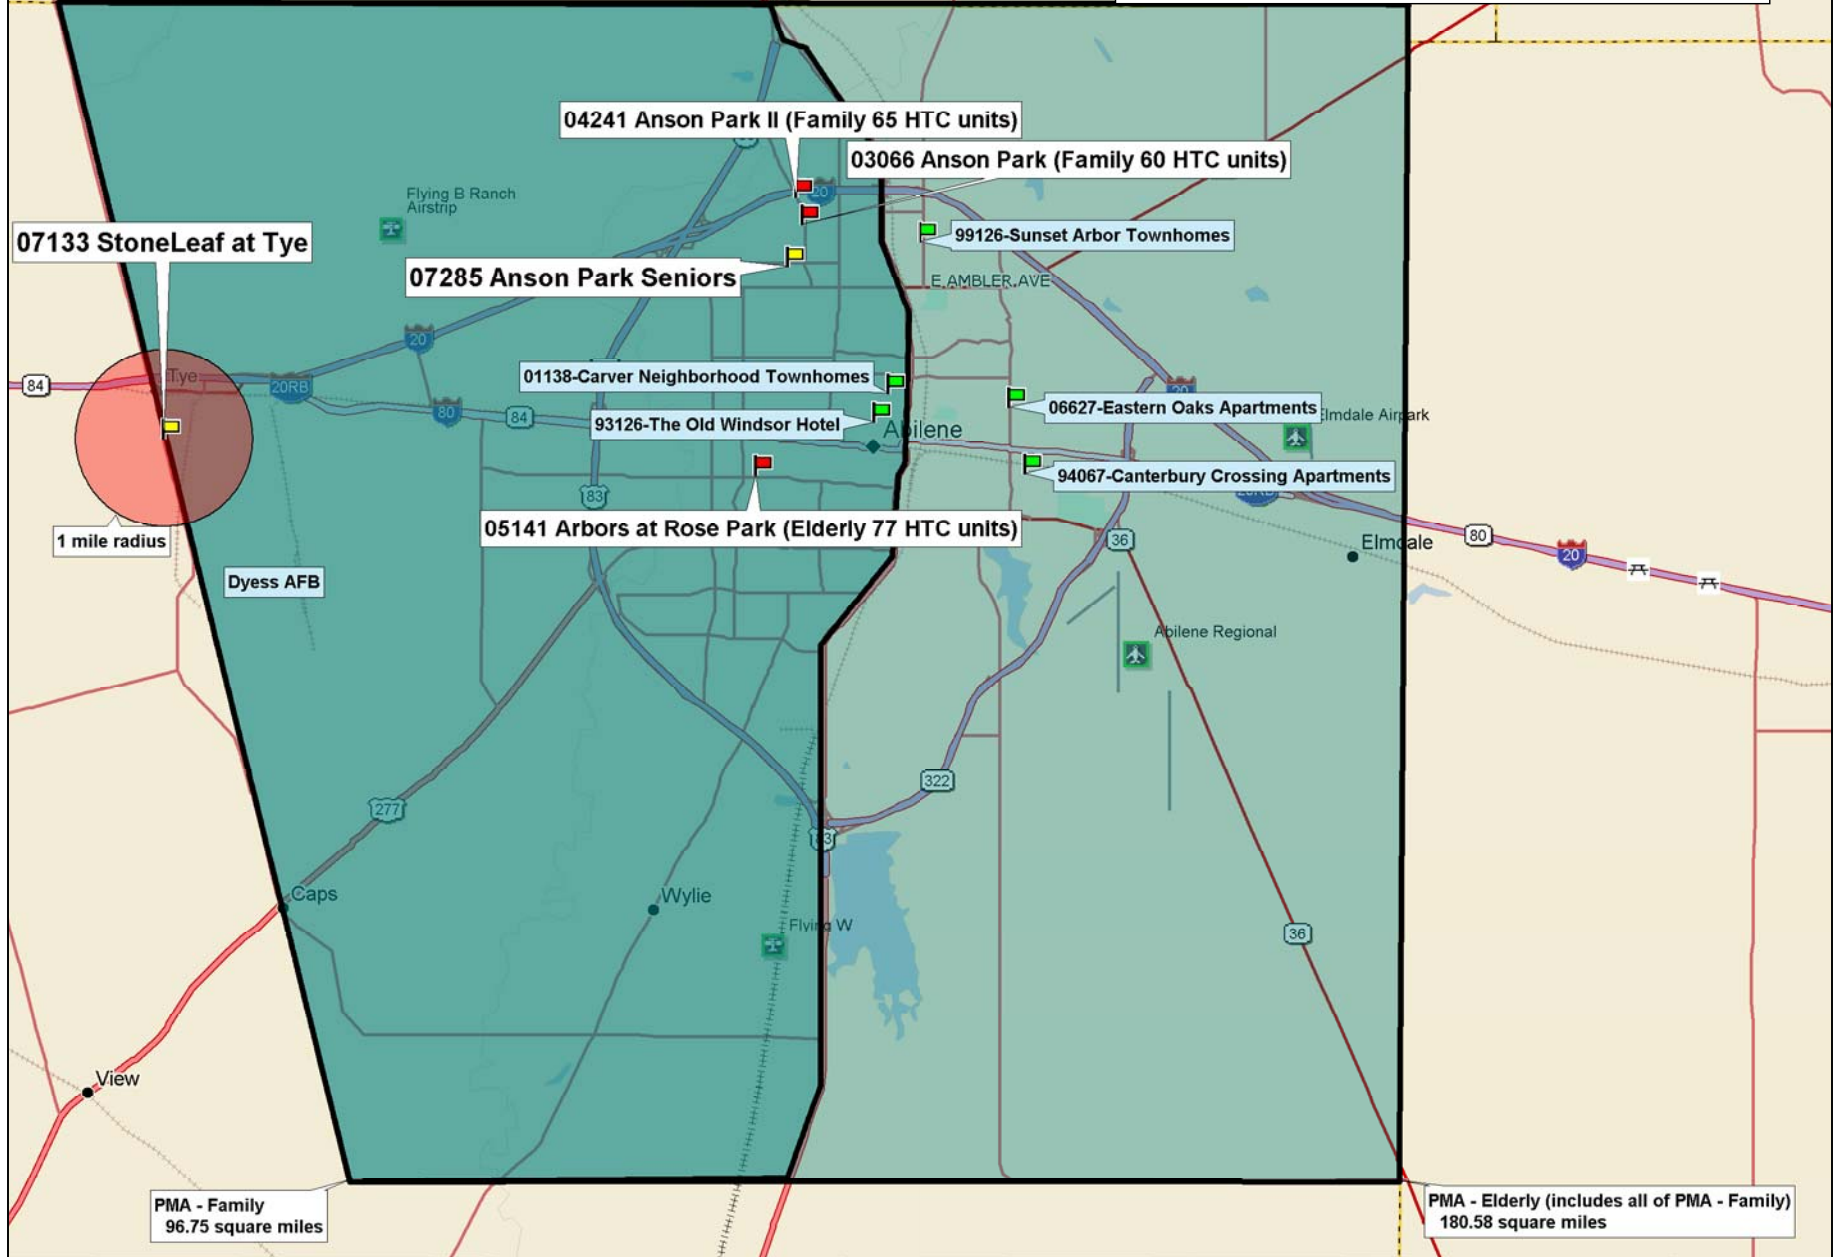 04241 Anson Park II (Family 65 HTC units)
03066 Anson Park (Family 60 HTC units)
Flying B Ranch
Airstrip
20
07133 StoneLeaf at Tye
99126-Sunset Arbor Townhomes
07285 Anson Park Seniors
E AMBLER AVE
20
84
Tye
20RB
01138-Carver Neighborhood Townhomes
20
80
84
93126-The Old Windsor Hotel
Abilene
06627-Eastern Oaks Apartments
Elmdale Airpark
94067-Canterbury Crossing Apartments
83
20RB
05141 Arbors at Rose Park (Elderly 77 HTC units)
1 mile radius
36
Elmdale
80
20
Dyess AFB
Abilene Regional
322
277
83
Caps
Wylie
Flying W
36
View
PMA - Family
96.75 square miles
PMA - Elderly (includes all of PMA - Family)
180.58 square miles